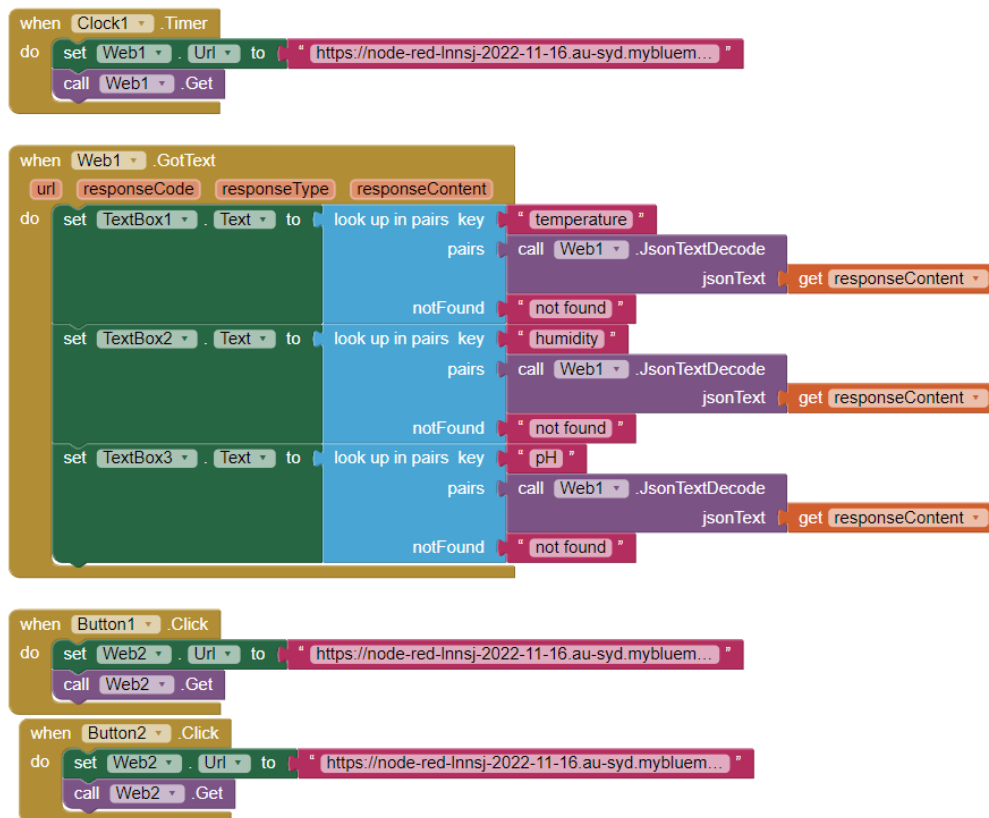 when Clock1 .Timer
do set Web1 . Url to " https://node-red-lnnsj-2022-11-16.au-syd.mybluem... "
call Web1 .Get
when Web1 .GotText
url responseCode responseType responseContent
do set TextBox1 . Text to look up in pairs key " temperature "
pairs call Web1 .JsonTextDecode
jsonText get responseContent
notFound " not found "
set TextBox2 . Text to look up in pairs key " humidity "
pairs call Web1 .JsonTextDecode
jsonText get responseContent
notFound " not found "
set TextBox3 . Text to look up in pairs key " pH "
pairs call Web1 .JsonTextDecode
jsonText get responseContent
notFound " not found "
when Button1 .Click
do set Web2 . Url to " https://node-red-lnnsj-2022-11-16.au-syd.mybluem... "
call Web2 .Get
when Button2 .Click
do set Web2 . Url to " https://node-red-lnnsj-2022-11-16.au-syd.mybluem... "
call Web2 .Get